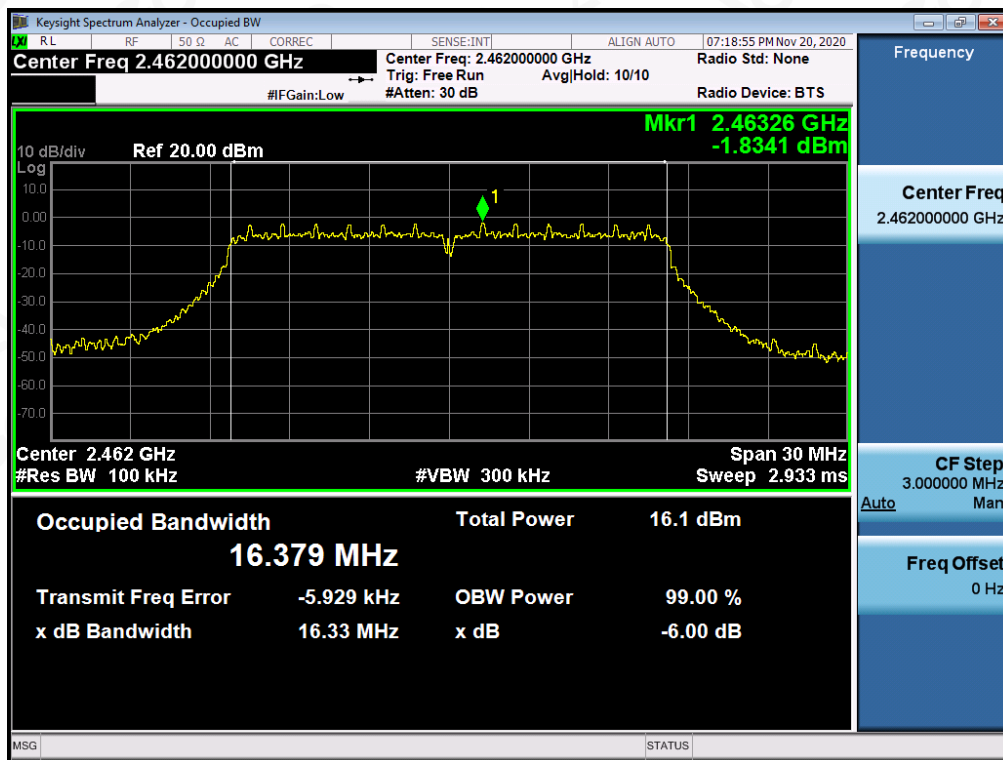 Keysight Spectrum Analyzer - Occupied BW
LXI RL RF 50 Ω AC CORREC SENSE:INT ALIGN AUTO 07:18:55 PM Nov 20, 2020
Center Freq 2.462000000 GHz
Center Freq: 2.462000000 GHz
Radio Std: None
Trig: Free Run Avg|Hold: 10/10
#IFGain:Low
#Atten: 30 dB
Radio Device: BTS
Mkr1 2.46326 GHz
-1.8341 dBm
10 dB/div Ref 20.00 dBm
Log
10.0
0.00
-10.0
-20.0
-30.0
-40.0
-50.0
-60.0
-70.0
1
Center 2.462 GHz Span 30 MHz
#Res BW 100 kHz #VBW 300 kHz Sweep 2.933 ms
Occupied Bandwidth Total Power 16.1 dBm
16.379 MHz
Transmit Freq Error -5.929 kHz OBW Power 99.00 %
x dB Bandwidth 16.33 MHz x dB -6.00 dB
MSG STATUS
Frequency
Center Freq
2.462000000 GHz
CF Step
3.000000 MHz
Auto Man
Freq Offset
0 Hz